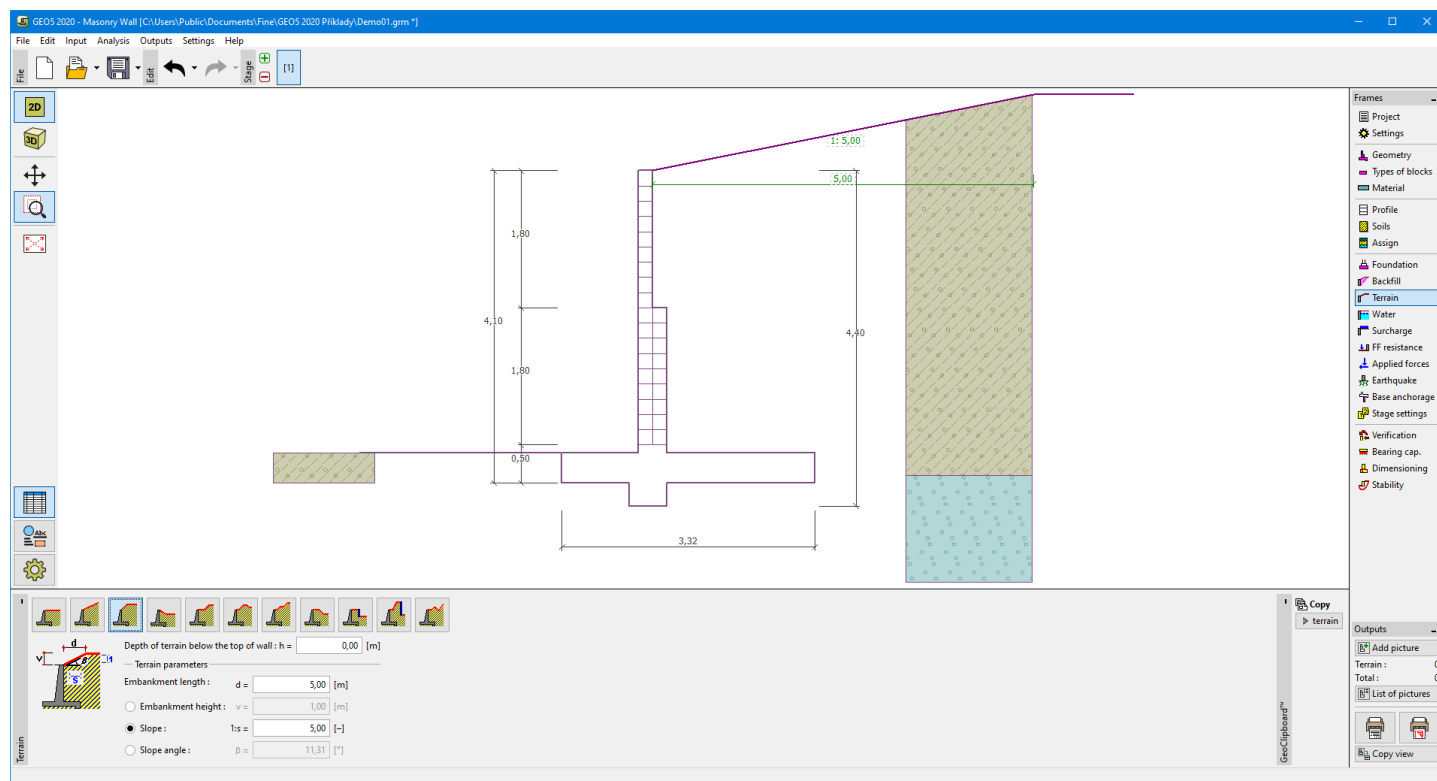 GEO5 2020 - Masonry Wall [C:\Users\Public\Documents\Fine\GEO5 2020 Příklady\Demo01.grm *]
File Edit Input Analysis Outputs Settings Help
File
Edit
Stage
[1]
2D
3D
1: 5,00
5,00
1,80
4,10
4,40
1,80
0,50
3,32
Frames
Project
Settings
Geometry
Types of blocks
Material
Profile
Soils
Assign
Foundation
Backfill
Terrain
Water
Surcharge
FF resistance
Applied forces
Earthquake
Base anchorage
Stage settings
Verification
Bearing cap.
Dimensioning
Stability
Abc
Terrain
d
v
β
1
S
Depth of terrain below the top of wall : h = 0,00 [m]
Terrain parameters
Embankment length : d = 5,00 [m]
Embankment height : v = 1,00 [m]
Slope : 1:s = 5,00 [–]
Slope angle : β = 11,31 [°]
GeoClipboard™
Copy
terrain
Outputs
Add picture
Terrain :
Total :
List of pictures
Copy view